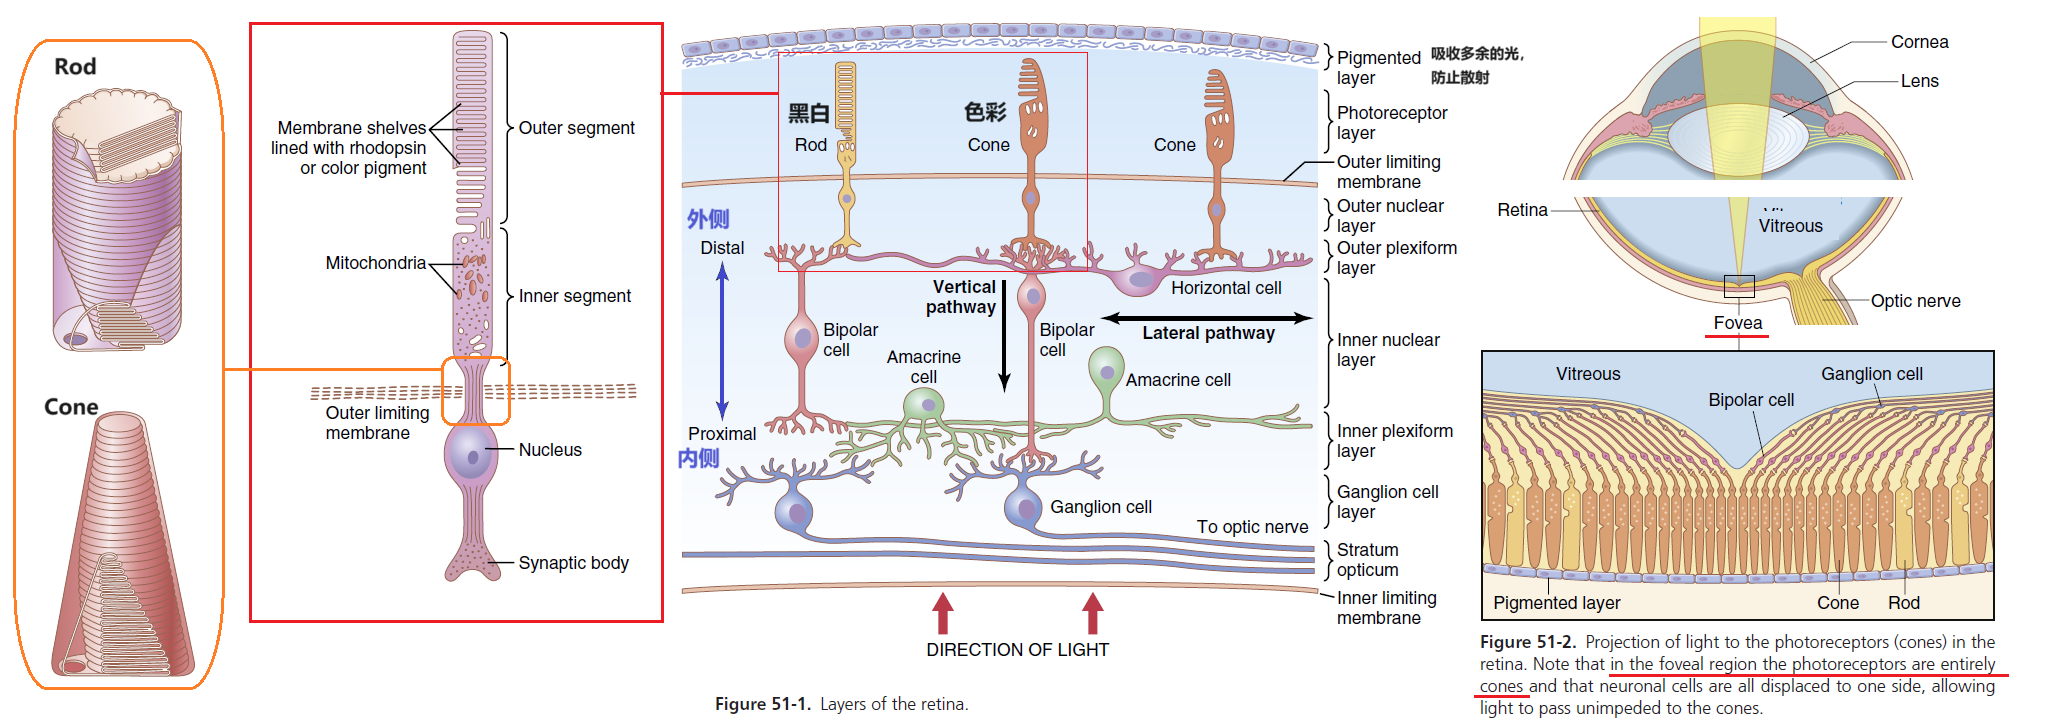 Rod
Cone
Membrane shelves
lined with rhodopsin
or color pigment
Outer segment
Mitochondria
Inner segment
Outer limiting
membrane
Nucleus
Synaptic body
黑白
Rod
色彩
Cone
Cone
外侧
Distal
Proximal
内侧
Vertical
pathway
Horizontal cell
Lateral pathway
Bipolar
cell
Amacrine
cell
Bipolar
cell
Amacrine cell
Ganglion cell
To optic nerve
DIRECTION OF LIGHT
Pigmented
layer
吸收多余的光，
防止散射
Photoreceptor
layer
Outer limiting
membrane
Outer nuclear
layer
Outer plexiform
layer
Inner nuclear
layer
Inner plexiform
layer
Ganglion cell
layer
Stratum
opticum
Inner limiting
membrane
Figure 51-1. Layers of the retina.
Cornea
Lens
Retina
Vitreous
Optic nerve
Fovea
Vitreous
Ganglion cell
Bipolar cell
Pigmented layer
Cone
Rod
Figure 51-2. Projection of light to the photoreceptors (cones) in the
retina. Note that in the foveal region the photoreceptors are entirely
cones and that neuronal cells are all displaced to one side, allowing
light to pass unimpeded to the cones.